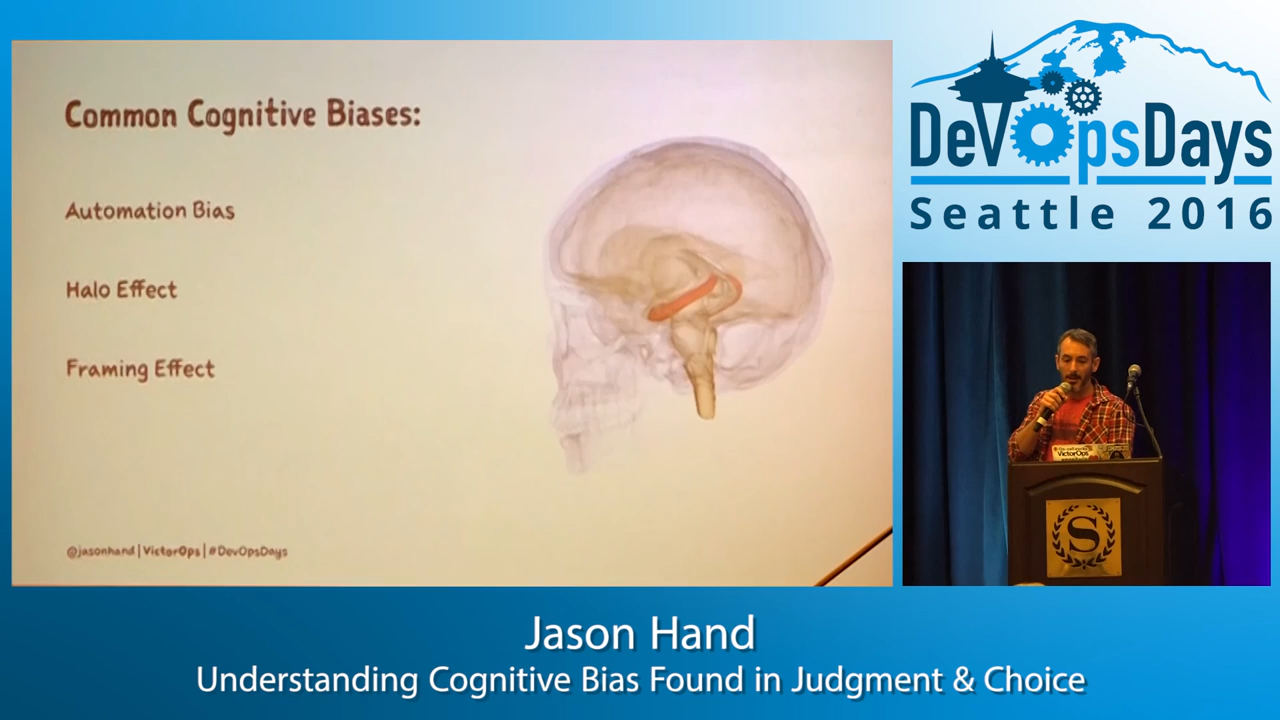 Common Cognitive Biases:
Automation Bias
Halo Effect
Framing Effect
@jasonhand | VictorOps | #DevOpsDays
DevOpsDays
Seattle 2016
VictorOps
S
Jason Hand
Understanding Cognitive Bias Found in Judgment & Choice